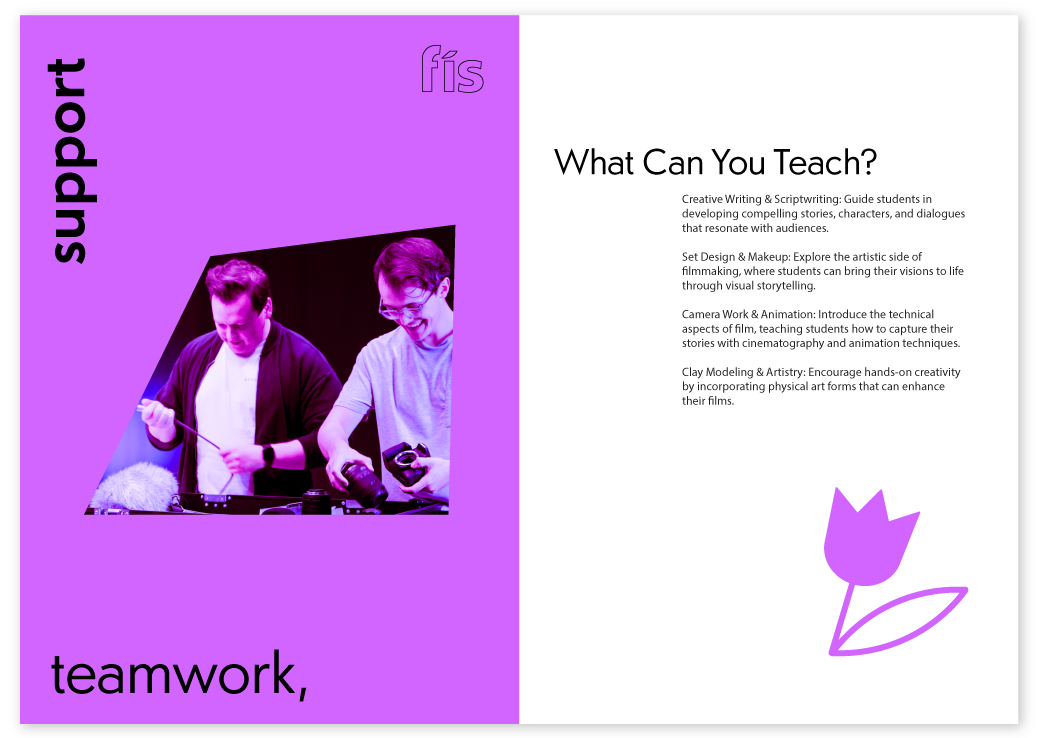 support
fís
teamwork,
What Can You Teach?
Creative Writing & Scriptwriting: Guide students in
developing compelling stories, characters, and dialogues
that resonate with audiences.
Set Design & Makeup: Explore the artistic side of
filmmaking, where students can bring their visions to life
through visual storytelling.
Camera Work & Animation: Introduce the technical
aspects of film, teaching students how to capture their
stories with cinematography and animation techniques.
Clay Modeling & Artistry: Encourage hands-on creativity
by incorporating physical art forms that can enhance
their films.